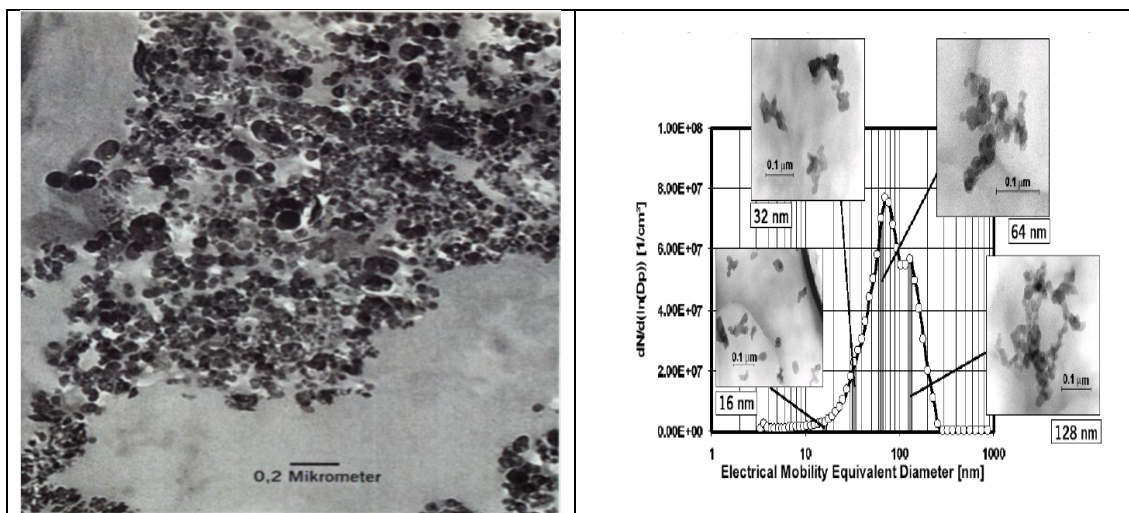 0,2 Mikrometer
0.1 µm
0.1 µm
32 nm
64 nm
0.1 µm
16 nm
0.1 µm
128 nm
1.00E+08
8.00E+07
6.00E+07
4.00E+07
2.00E+07
0.00E+00
dN/d(ln(Dp)) [1/cm³]
1 10 100 1000
Electrical Mobility Equivalent Diameter [nm]